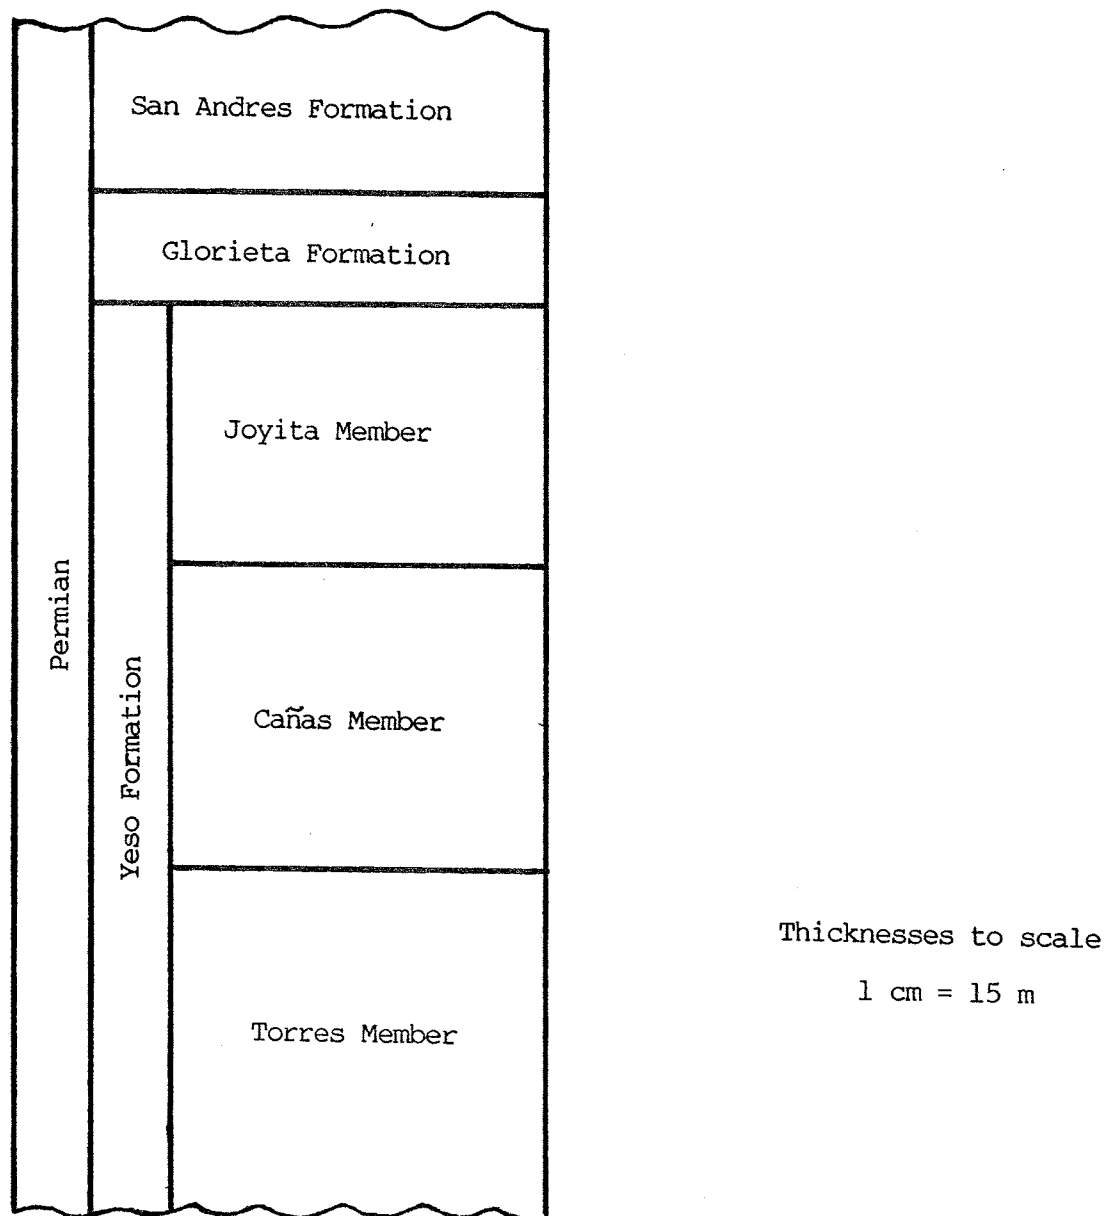 San Andres Formation
Glorieta Formation
Joyita Member
Permian
Yeso Formation
Cañas Member
Thicknesses to scale
1 cm = 15 m
Torres Member